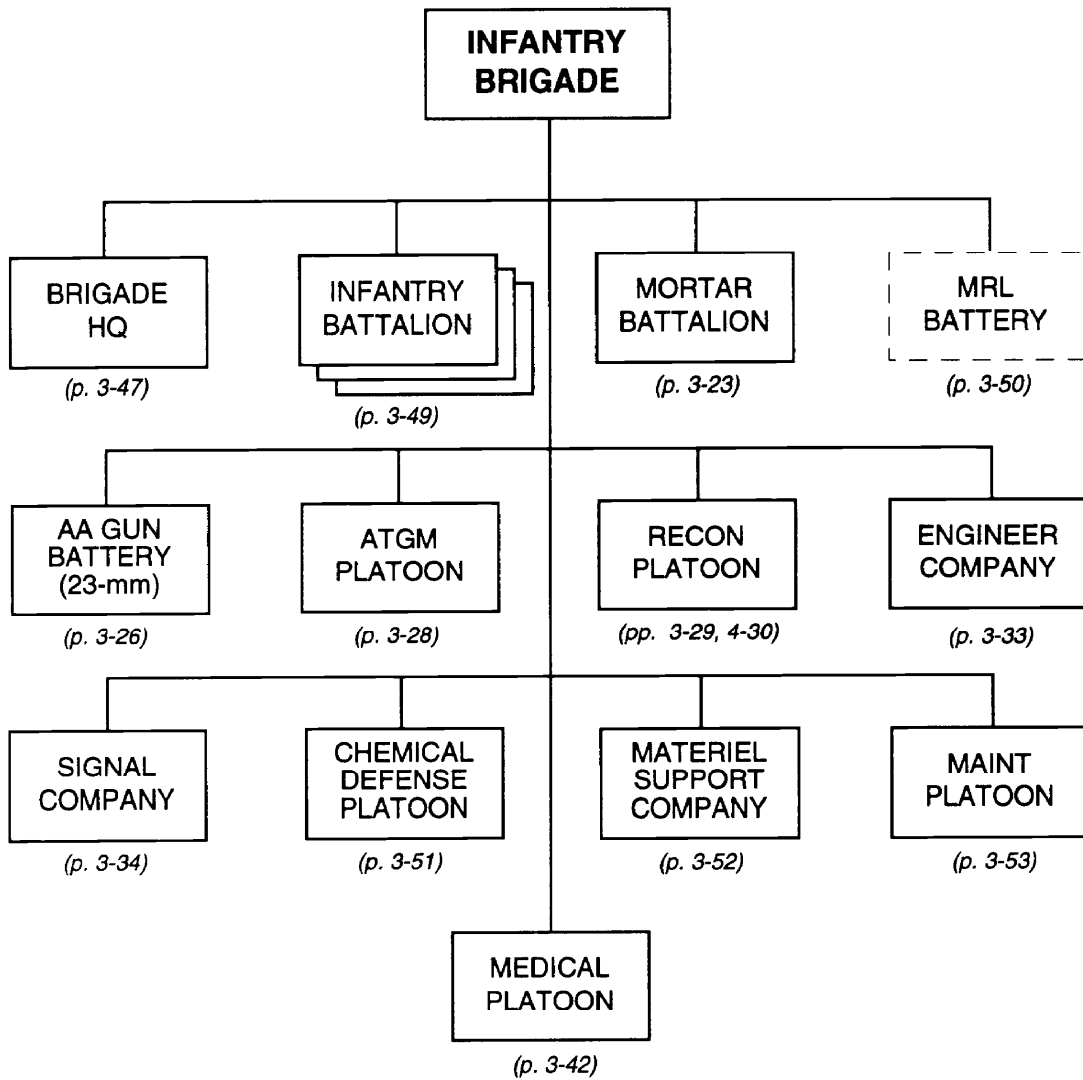 INFANTRY
BRIGADE
BRIGADE
HQ
(p. 3-47)
INFANTRY
BATTALION
(p. 3-49)
MORTAR
BATTALION
(p. 3-23)
MRL
BATTERY
(p. 3-50)
AA GUN
BATTERY
(23-mm)
(p. 3-26)
ATGM
PLATOON
(p. 3-28)
RECON
PLATOON
(pp. 3-29, 4-30)
ENGINEER
COMPANY
(p. 3-33)
SIGNAL
COMPANY
(p. 3-34)
CHEMICAL
DEFENSE
PLATOON
(p. 3-51)
MATERIEL
SUPPORT
COMPANY
(p. 3-52)
MAINT
PLATOON
(p. 3-53)
MEDICAL
PLATOON
(p. 3-42)